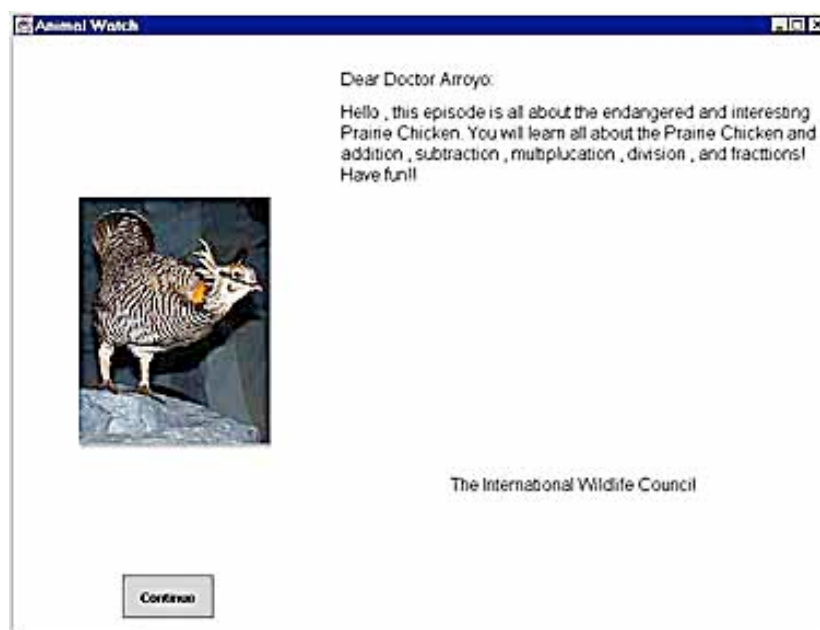 Animal Watch
Dear Doctor Arroyo:
Hello , this episode is all about the endangered and interesting
Prairie Chicken. You will learn all about the Prairie Chicken and
addition , subtraction , multiplucation , division , and fracttions!
Have fun!!
The International Wildlife Council
Continue